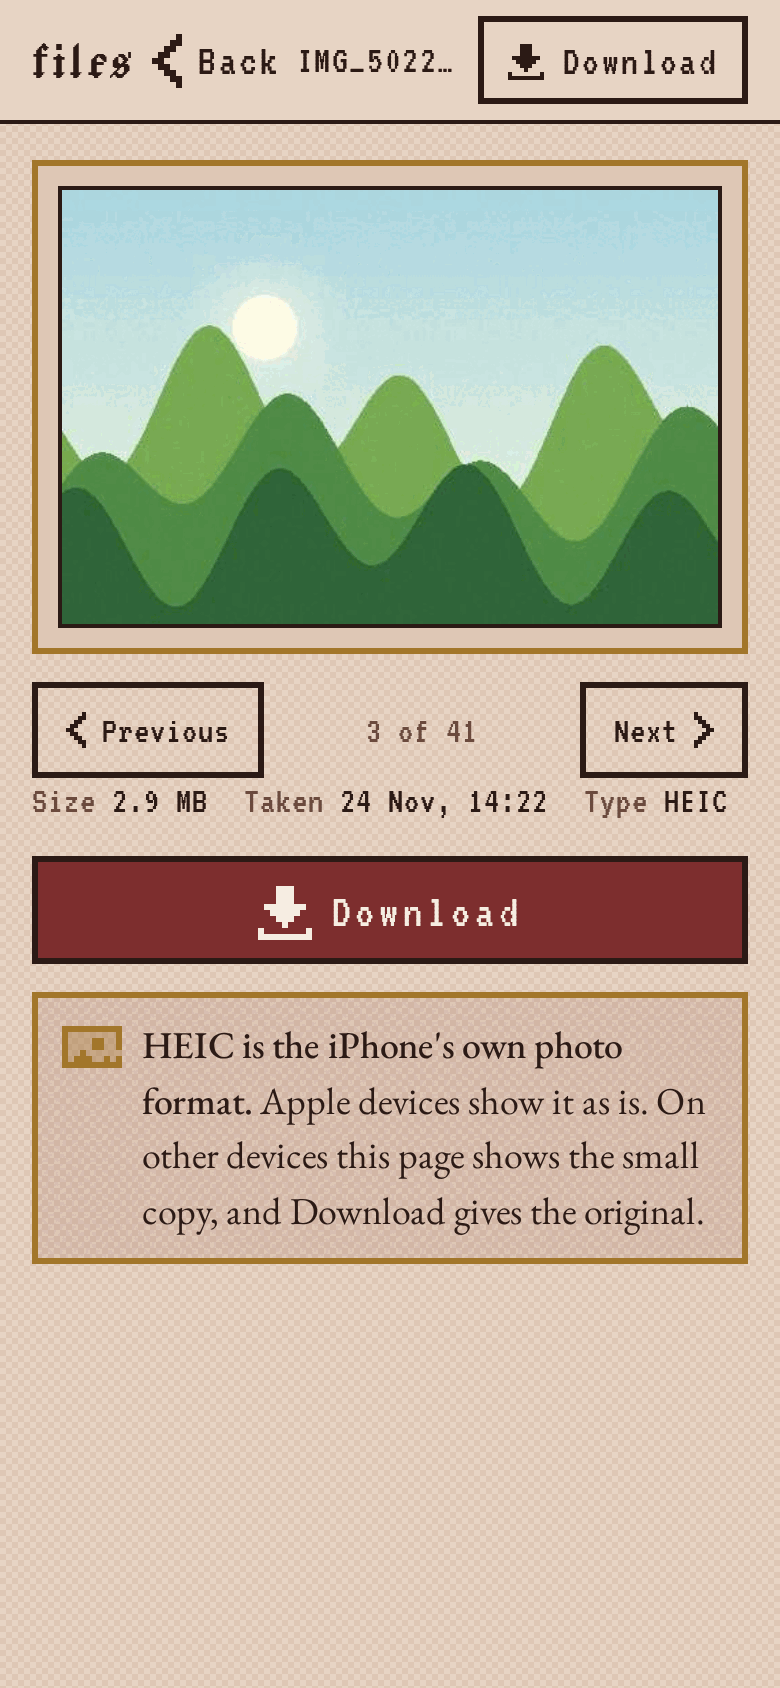 files Back IMG_5022… Download
Previous 3 of 41 Next
Size 2.9 MB Taken 24 Nov, 14:22 Type HEIC
Download
HEIC is the iPhone's own photo
format. Apple devices show it as is. On
other devices this page shows the small
copy, and Download gives the original.